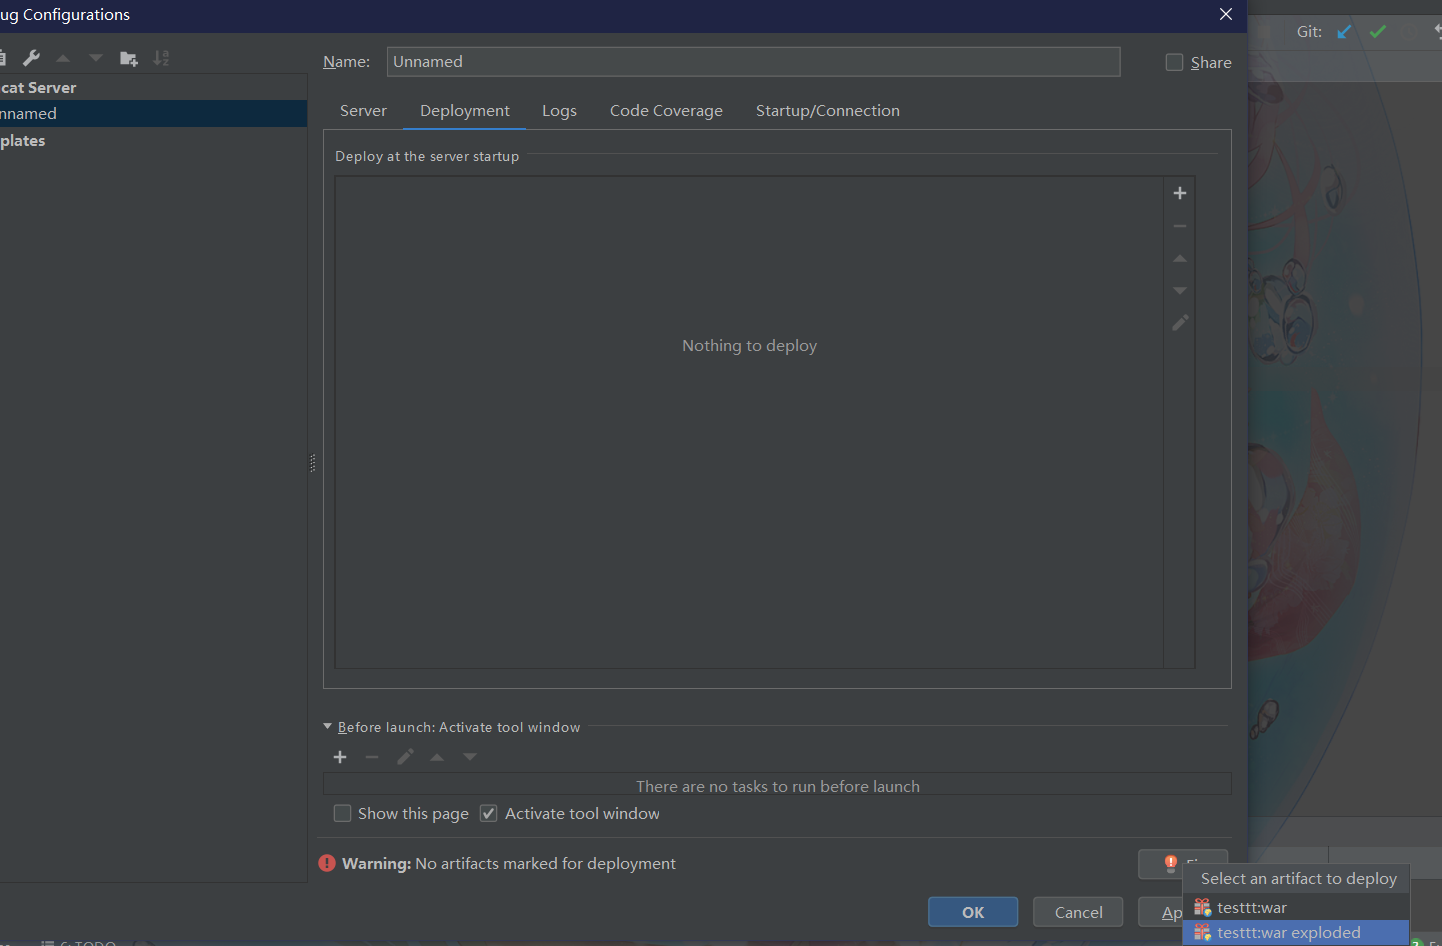 ug Configurations
Git:
Name: Unnamed
Share
cat Server
nnamed
plates
Server Deployment Logs Code Coverage Startup/Connection
Deploy at the server startup
Nothing to deploy
Before launch: Activate tool window
There are no tasks to run before launch
Show this page Activate tool window
Warning: No artifacts marked for deployment
Select an artifact to deploy
testtt:war
testtt:war exploded
OK Cancel Ap
6: TODO